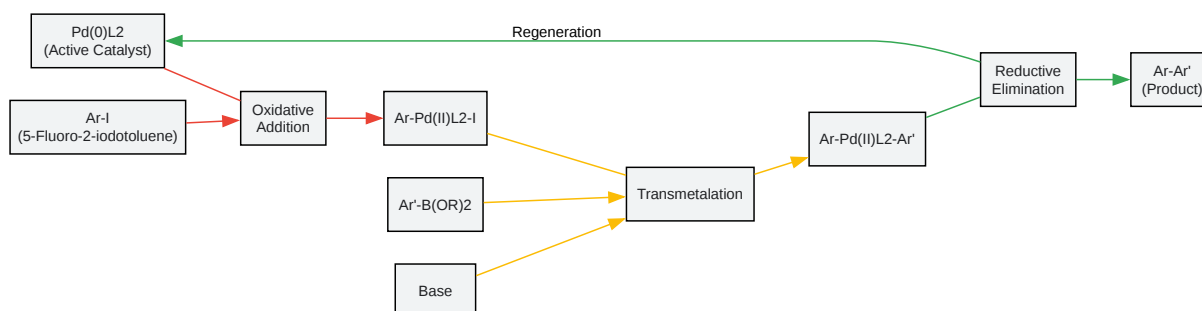 Pd(0)L2
(Active Catalyst)
Regeneration
Reductive
Elimination
Ar-Ar'
(Product)
Ar-I
(5-Fluoro-2-iodotoluene)
Oxidative
Addition
Ar-Pd(II)L2-I
Ar-Pd(II)L2-Ar'
Ar'-B(OR)2
Transmetalation
Base